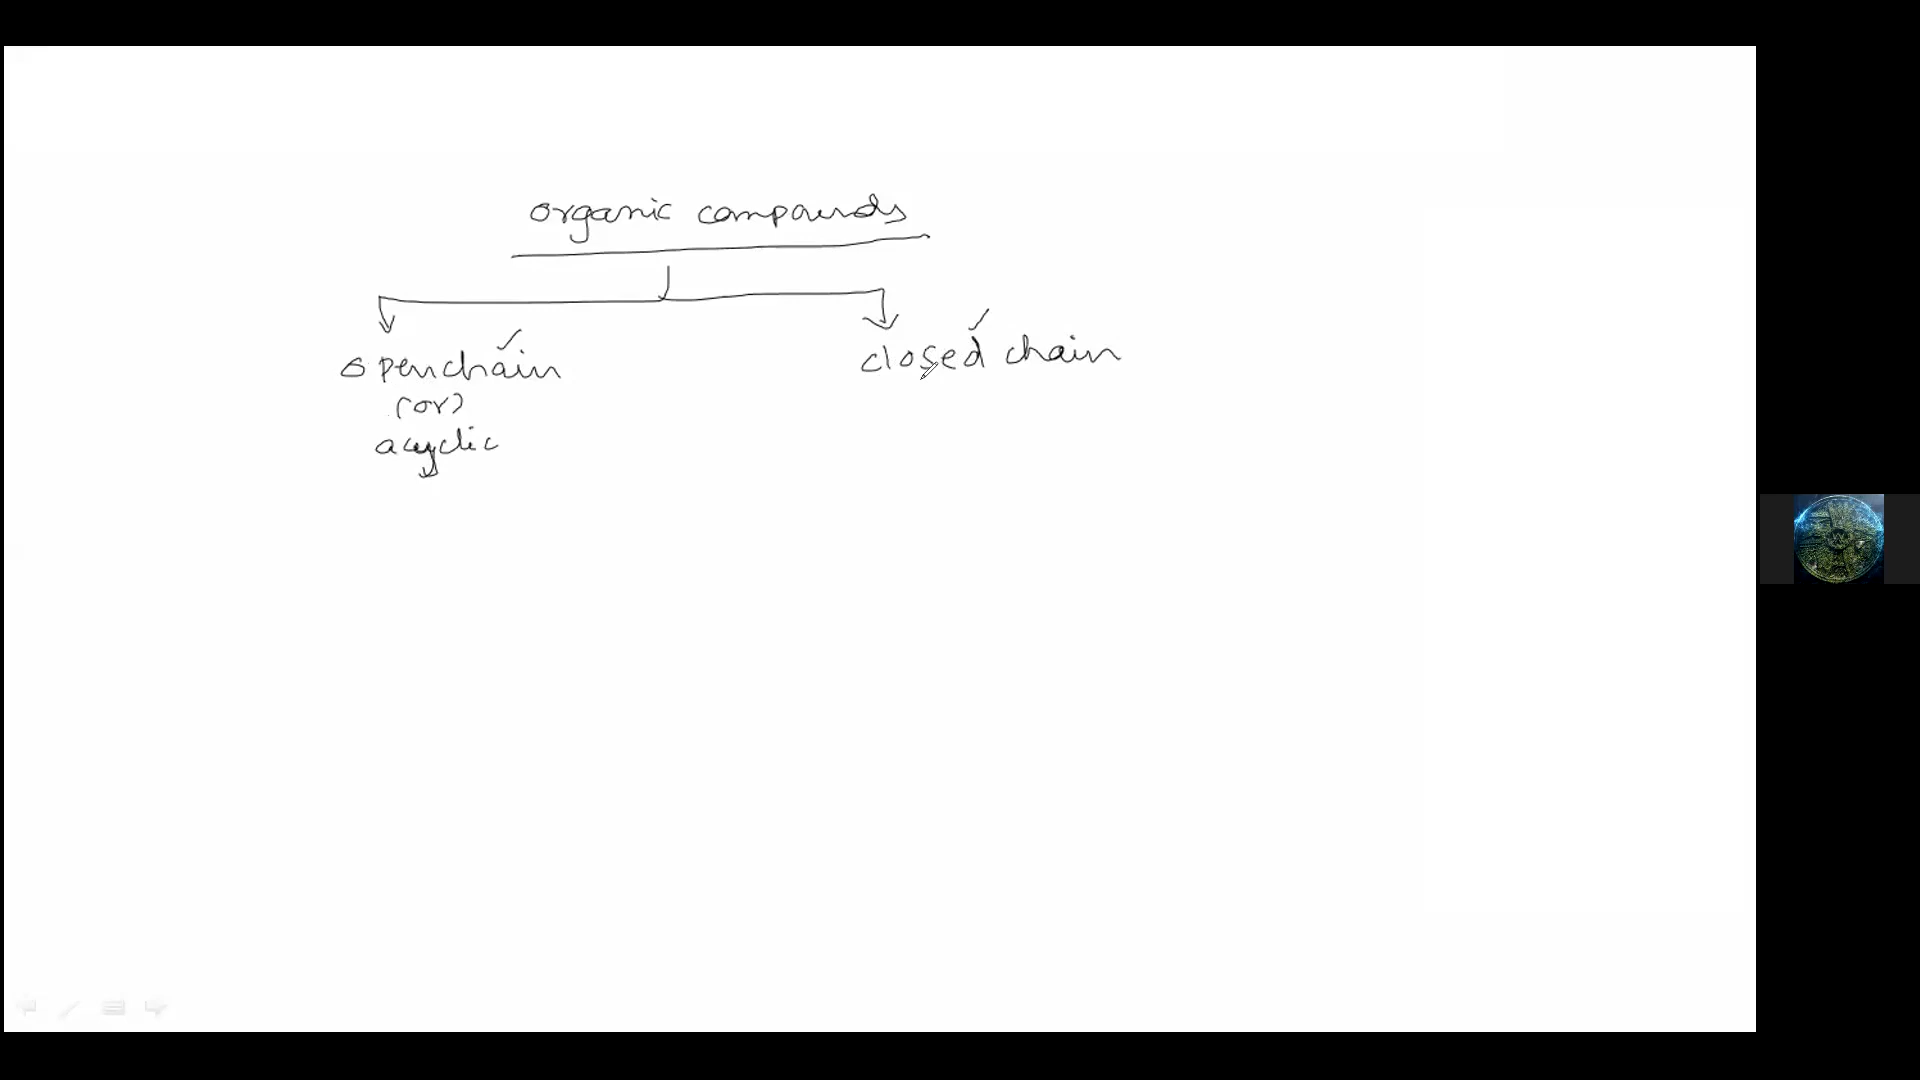 organic compounds
openchain
closed chain
(or)
acyclic